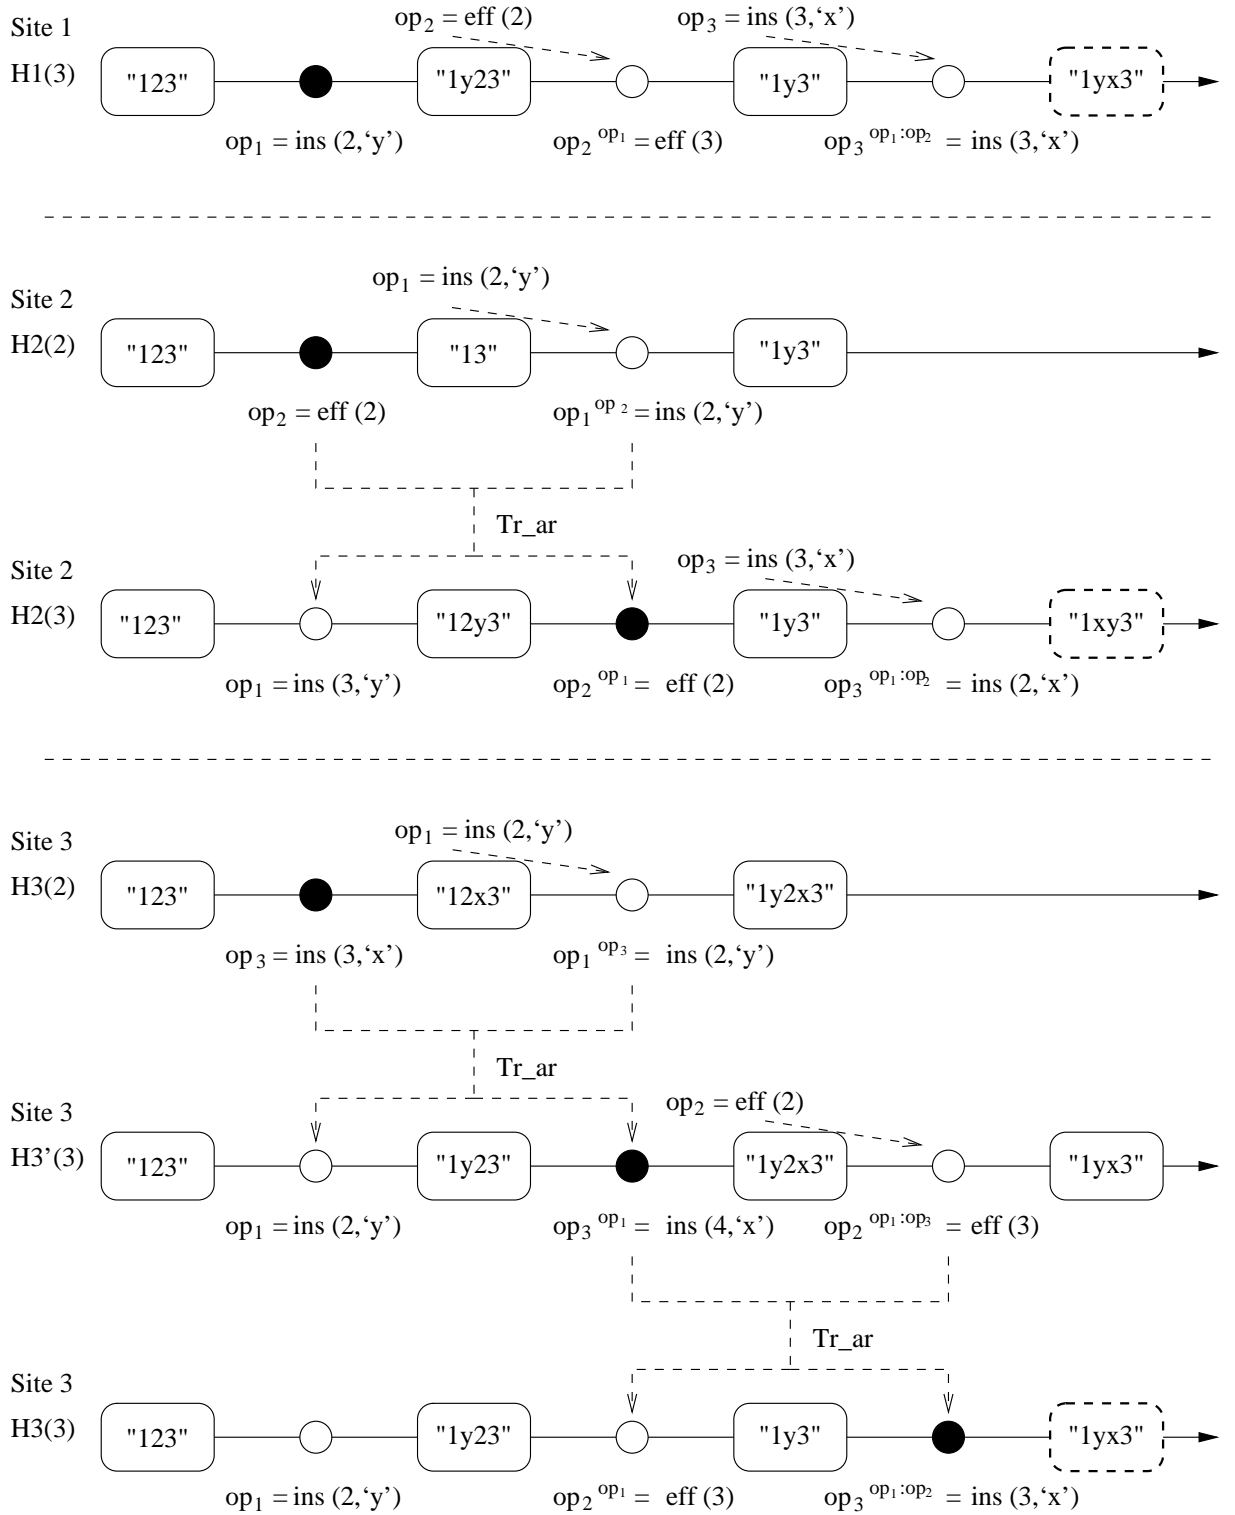 op2 = eff (2) op3 = ins (3,‘x’)
Site 1
H1(3) "123" "1y23" "1y3" "1yx3"
op1 = ins (2,‘y’) op2 op1 = eff (3) op3 op1:op2 = ins (3,‘x’)
op1 = ins (2,‘y’)
Site 2
H2(2) "123" "13" "1y3"
op2 = eff (2) op1 op 2 = ins (2,‘y’)
Tr_ar
op3 = ins (3,‘x’)
Site 2
H2(3) "123" "12y3" "1y3" "1xy3"
op1 = ins (3,‘y’) op2 op 1 = eff (2) op3 op1:op2 = ins (2,‘x’)
op1 = ins (2,‘y’)
Site 3
H3(2) "123" "12x3" "1y2x3"
op3 = ins (3,‘x’) op1 op3 = ins (2,‘y’)
Tr_ar
op2 = eff (2)
Site 3
H3’(3) "123" "1y23" "1y2x3" "1yx3"
op1 = ins (2,‘y’) op3 op1 = ins (4,‘x’) op2 op1:op3 = eff (3)
Tr_ar
Site 3
H3(3) "123" "1y23" "1y3" "1yx3"
op1 = ins (2,‘y’) op2 op1 = eff (3) op3 op1:op2 = ins (3,‘x’)